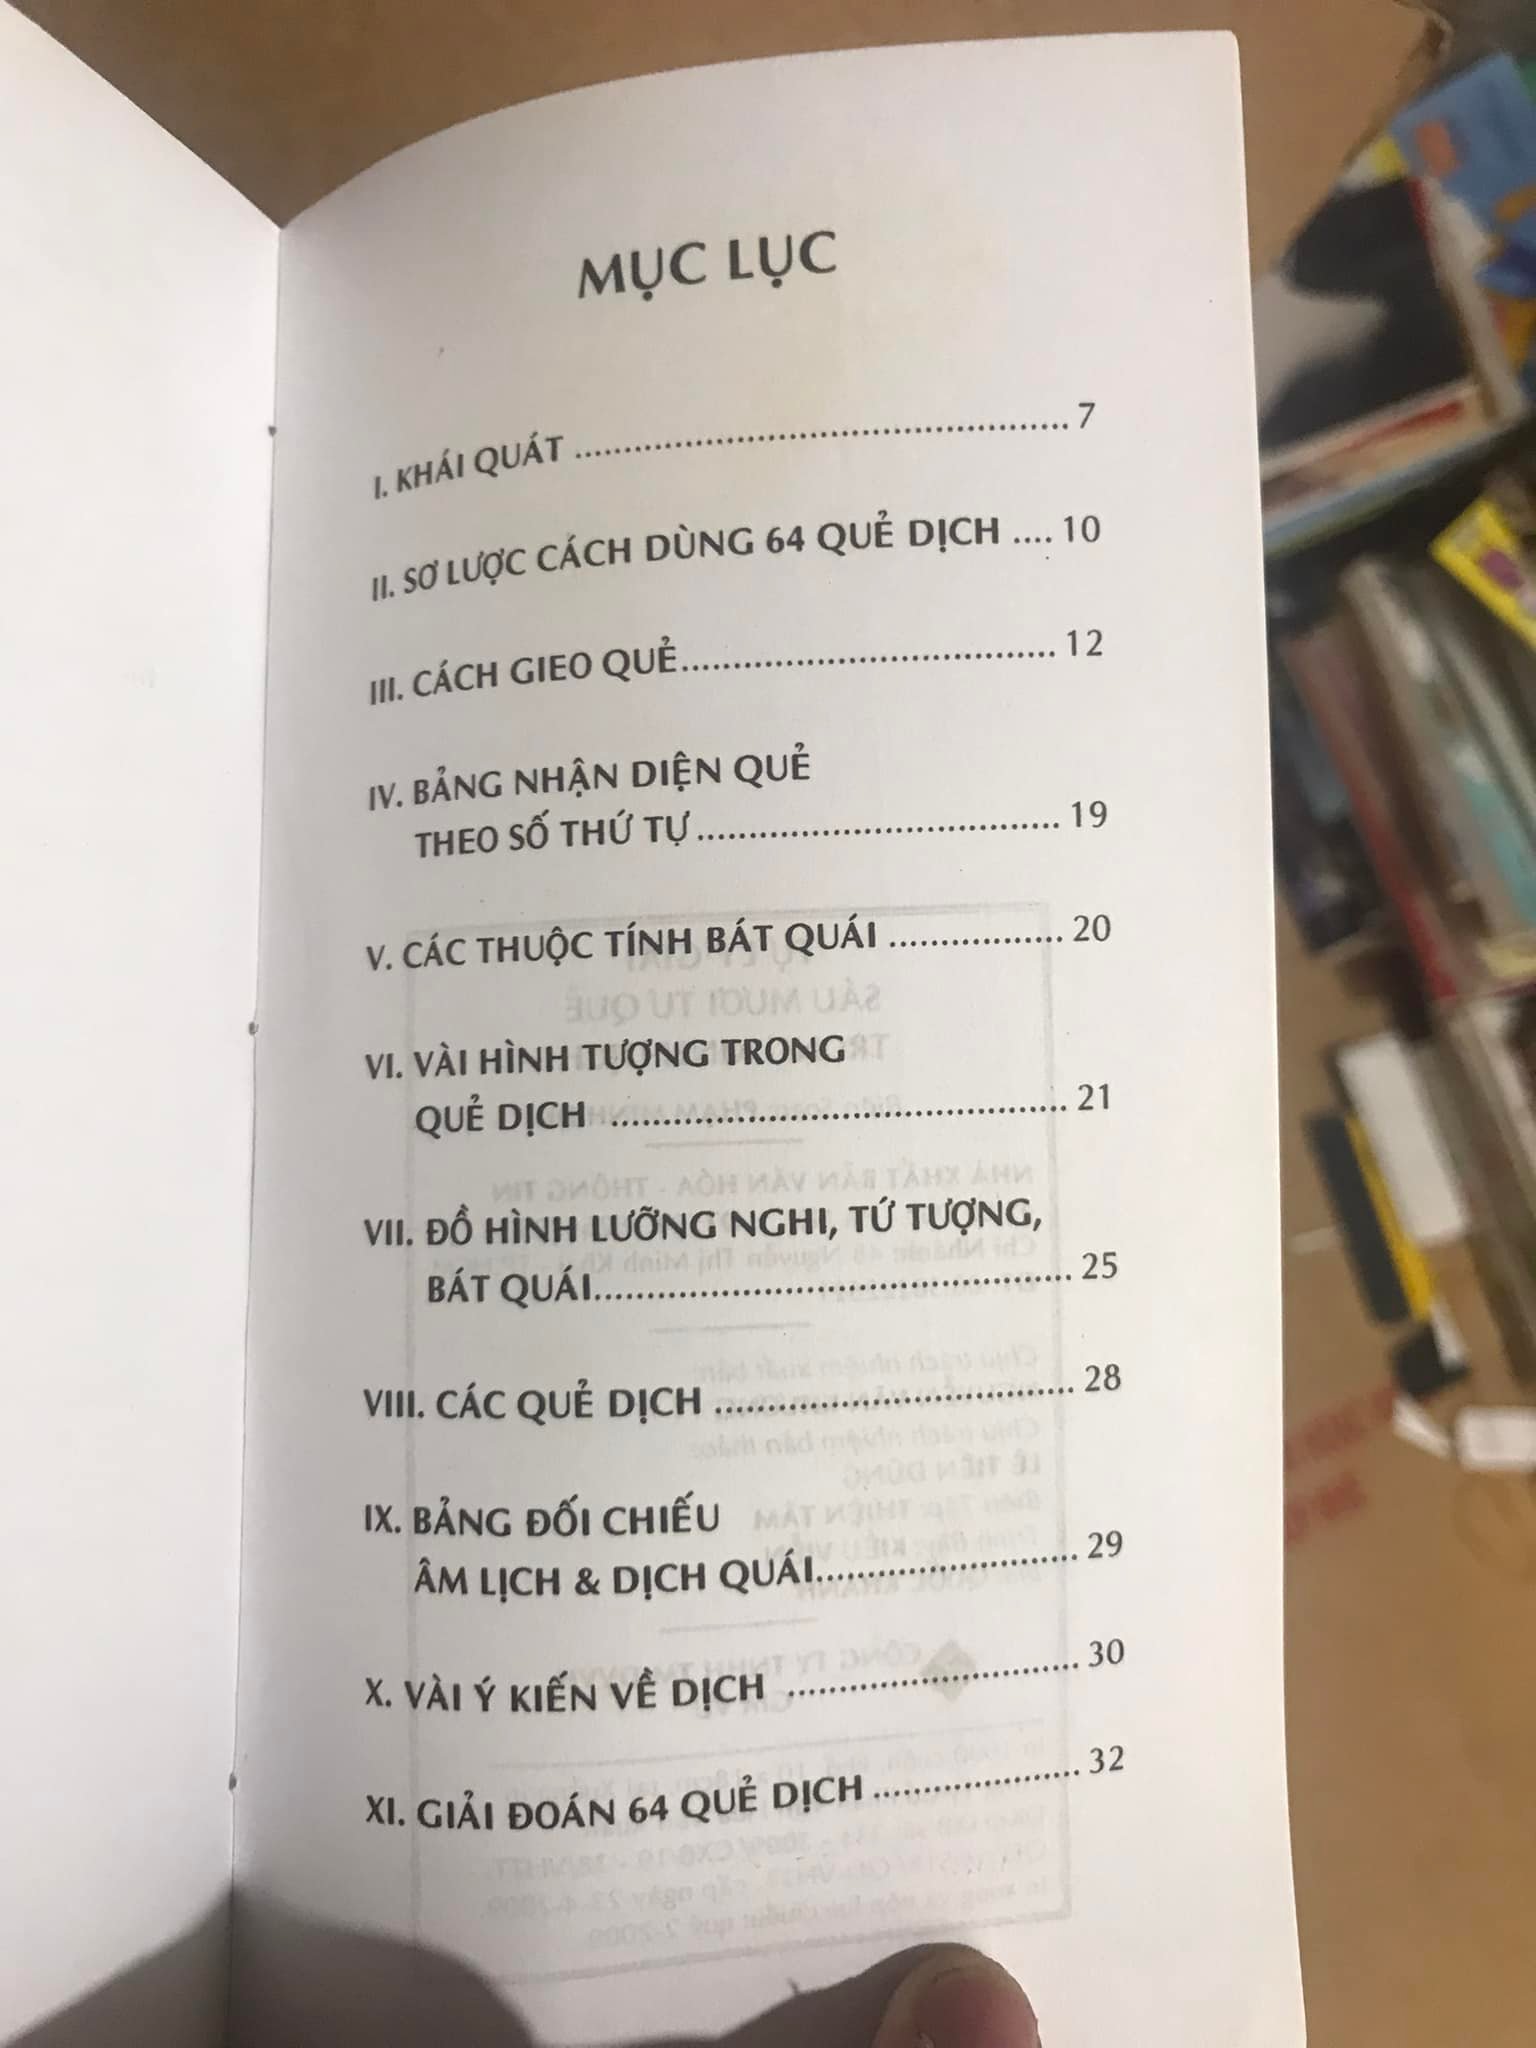 MỤC LỤC
I. KHÁI QUÁT .................................................. 7
II. SƠ LƯỢC CÁCH DÙNG 64 QUẺ DỊCH .... 10
III. CÁCH GIEO QUẺ..................................... 12
IV. BẢNG NHẬN DIỆN QUẺ
THEO SỐ THỨ TỰ.................................... 19
V. CÁC THUỘC TÍNH BÁT QUÁI ................. 20
VI. VÀI HÌNH TƯỢNG TRONG
QUẺ DỊCH ............................................. 21
VII. ĐỒ HÌNH LƯỠNG NGHI, TỨ TƯỢNG,
BÁT QUÁI............................................... 25
VIII. CÁC QUẺ DỊCH .................................... 28
IX. BẢNG ĐỐI CHIẾU
ÂM LỊCH & DỊCH QUÁI.......................... 29
X. VÀI Ý KIẾN VỀ DỊCH ............................. 30
XI. GIẢI ĐOÁN 64 QUẺ DỊCH ..................... 32